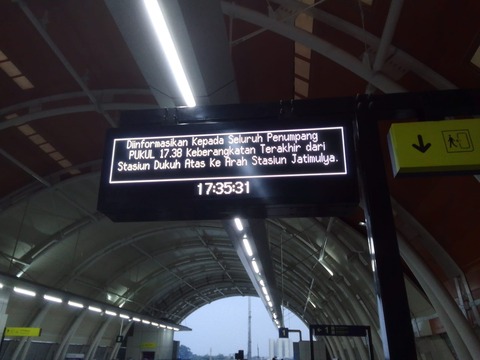 Diinformasikan Kepada Seluruh Penumpang
PUKUL 17.38 Keberangkatan Terakhir dari
Stasiun Dukuh Atas Ke Arah Stasiun Jatimulya.
17:35:31